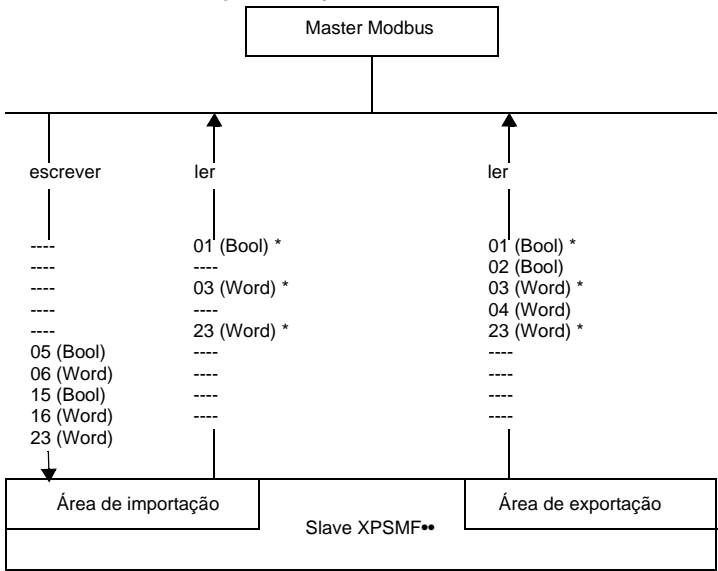 Master Modbus
escrever
ler
ler
----
----
----
----
----
05 (Bool)
06 (Word)
15 (Bool)
16 (Word)
23 (Word)
01 (Bool) *
----
03 (Word) *
----
23 (Word) *
----
----
----
----
01 (Bool) *
02 (Bool)
03 (Word) *
04 (Word)
23 (Word) *
----
----
----
----
Área de importação
Slave XPSMF••
Área de exportação